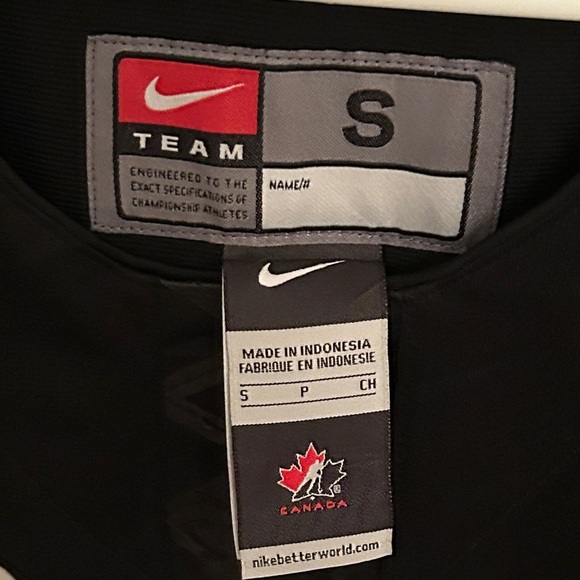 TEAM
ENGINEERED TO THE
EXACT SPECIFICATIONS OF
CHAMPIONSHIP ATHLETES
S
NAME/#
MADE IN INDONESIA
FABRIQUE EN INDONESIE
S P CH
®
CANADA
nikebetterworld.com